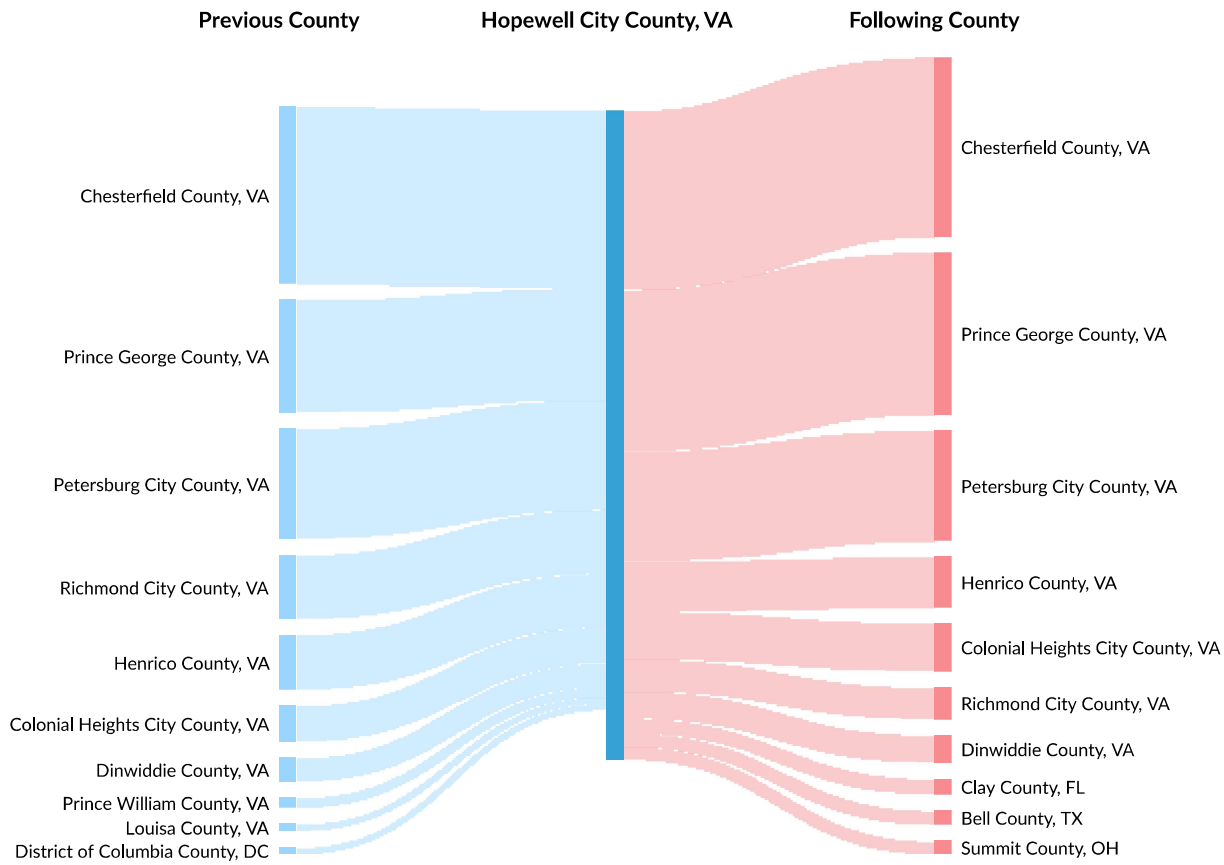 Previous County
Hopewell City County, VA
Following County
Chesterfield County, VA
Prince George County, VA
Petersburg City County, VA
Richmond City County, VA
Henrico County, VA
Colonial Heights City County, VA
Dinwiddie County, VA
Prince William County, VA
Louisa County, VA
District of Columbia County, DC
Chesterfield County, VA
Prince George County, VA
Petersburg City County, VA
Henrico County, VA
Colonial Heights City County, VA
Richmond City County, VA
Dinwiddie County, VA
Clay County, FL
Bell County, TX
Summit County, OH